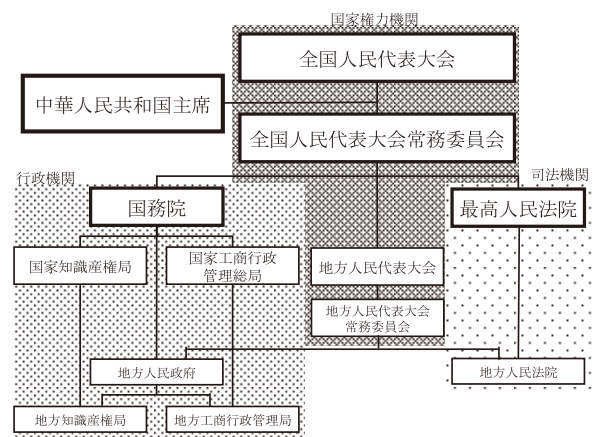 国家権力機関
全国人民代表大会
中華人民共和国主席
全国人民代表大会常務委員会
行政機関
司法機関
国務院
最高人民法院
国家知識産権局
国家工商行政
管理総局
地方人民代表大会
地方人民代表大会
常務委員会
地方人民政府
地方人民法院
地方知識産権局
地方工商行政管理局